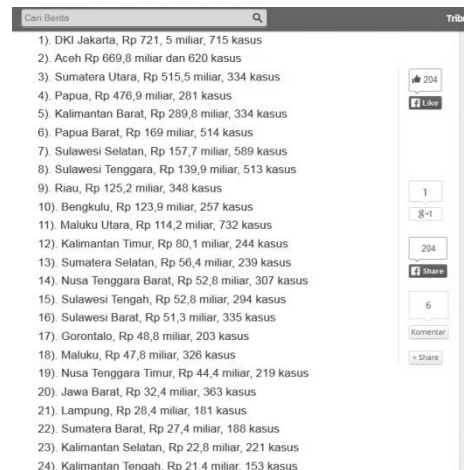 Cari Berita
Trib
1). DKI Jakarta, Rp 721, 5 miliar, 715 kasus
2). Aceh Rp 669,8 miliar dan 620 kasus
3). Sumatera Utara, Rp 515,5 miliar, 334 kasus
4). Papua, Rp 476,9 miliar, 281 kasus
5). Kalimantan Barat, Rp 289,8 miliar, 334 kasus
6). Papua Barat, Rp 169 miliar, 514 kasus
7). Sulawesi Selatan, Rp 157,7 miliar, 589 kasus
8). Sulawesi Tenggara, Rp 139,9 miliar, 513 kasus
9). Riau, Rp 125,2 miliar, 348 kasus
10). Bengkulu, Rp 123,9 miliar, 257 kasus
11). Maluku Utara, Rp 114,2 miliar, 732 kasus
12). Kalimantan Timur, Rp 80,1 miliar, 244 kasus
13). Sumatera Selatan, Rp 56,4 miliar, 239 kasus
14). Nusa Tenggara Barat, Rp 52,8 miliar, 307 kasus
15). Sulawesi Tengah, Rp 52,8 miliar, 294 kasus
16). Sulawesi Barat, Rp 51,3 miliar, 335 kasus
17). Gorontalo, Rp 48,8 miliar, 203 kasus
18). Maluku, Rp 47,8 miliar, 326 kasus
19). Nusa Tenggara Timur, Rp 44,4 miliar, 219 kasus
20). Jawa Barat, Rp 32,4 miliar, 363 kasus
21). Lampung, Rp 28,4 miliar, 181 kasus
22). Sumatera Barat, Rp 27,4 miliar, 188 kasus
23). Kalimantan Selatan, Rp 22,8 miliar, 221 kasus
24). Kalimantan Tengah, Rp 21,4 miliar, 153 kasus
204
Like
1
g+1
204
Share
6
Komentar
+ Share